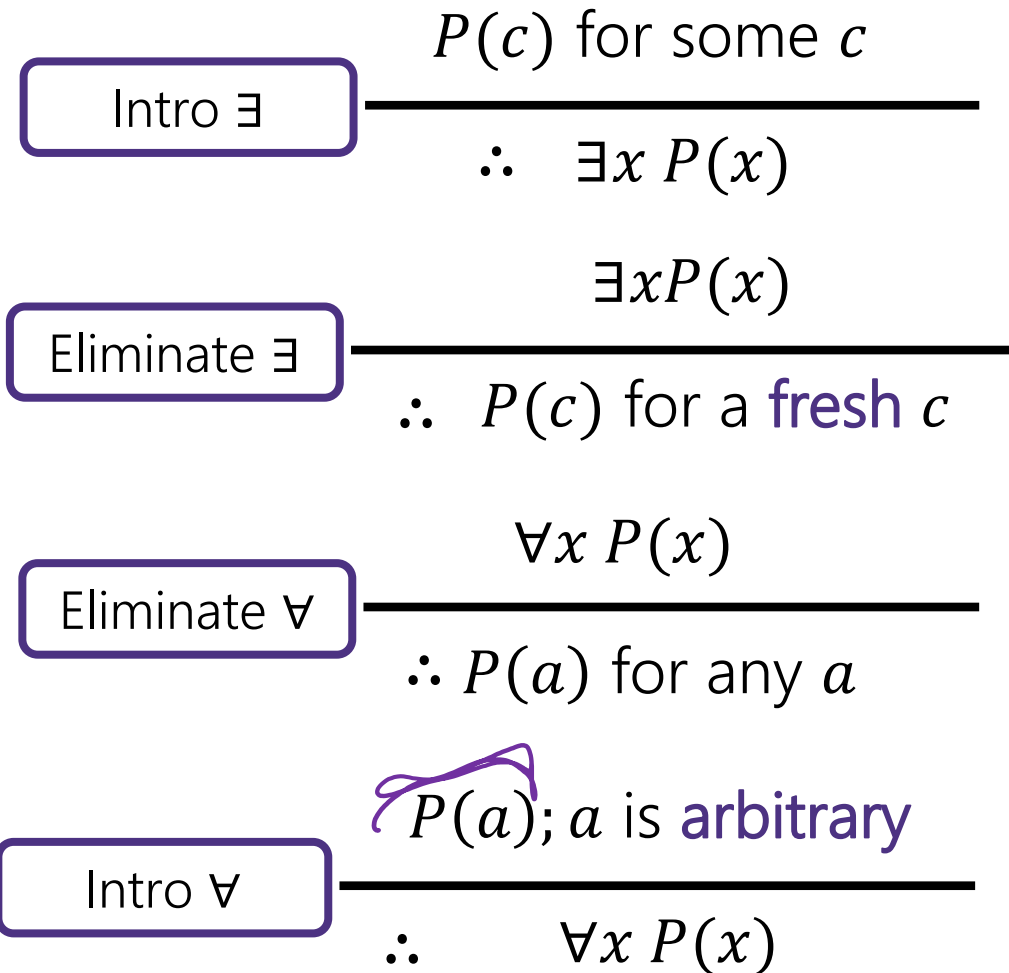 P(c) for some c
Intro ∃
∴ ∃x P(x)
∃xP(x)
Eliminate ∃
∴ P(c) for a fresh c
∀x P(x)
Eliminate ∀
∴ P(a) for any a
P(a); a is arbitrary
Intro ∀
∴ ∀x P(x)